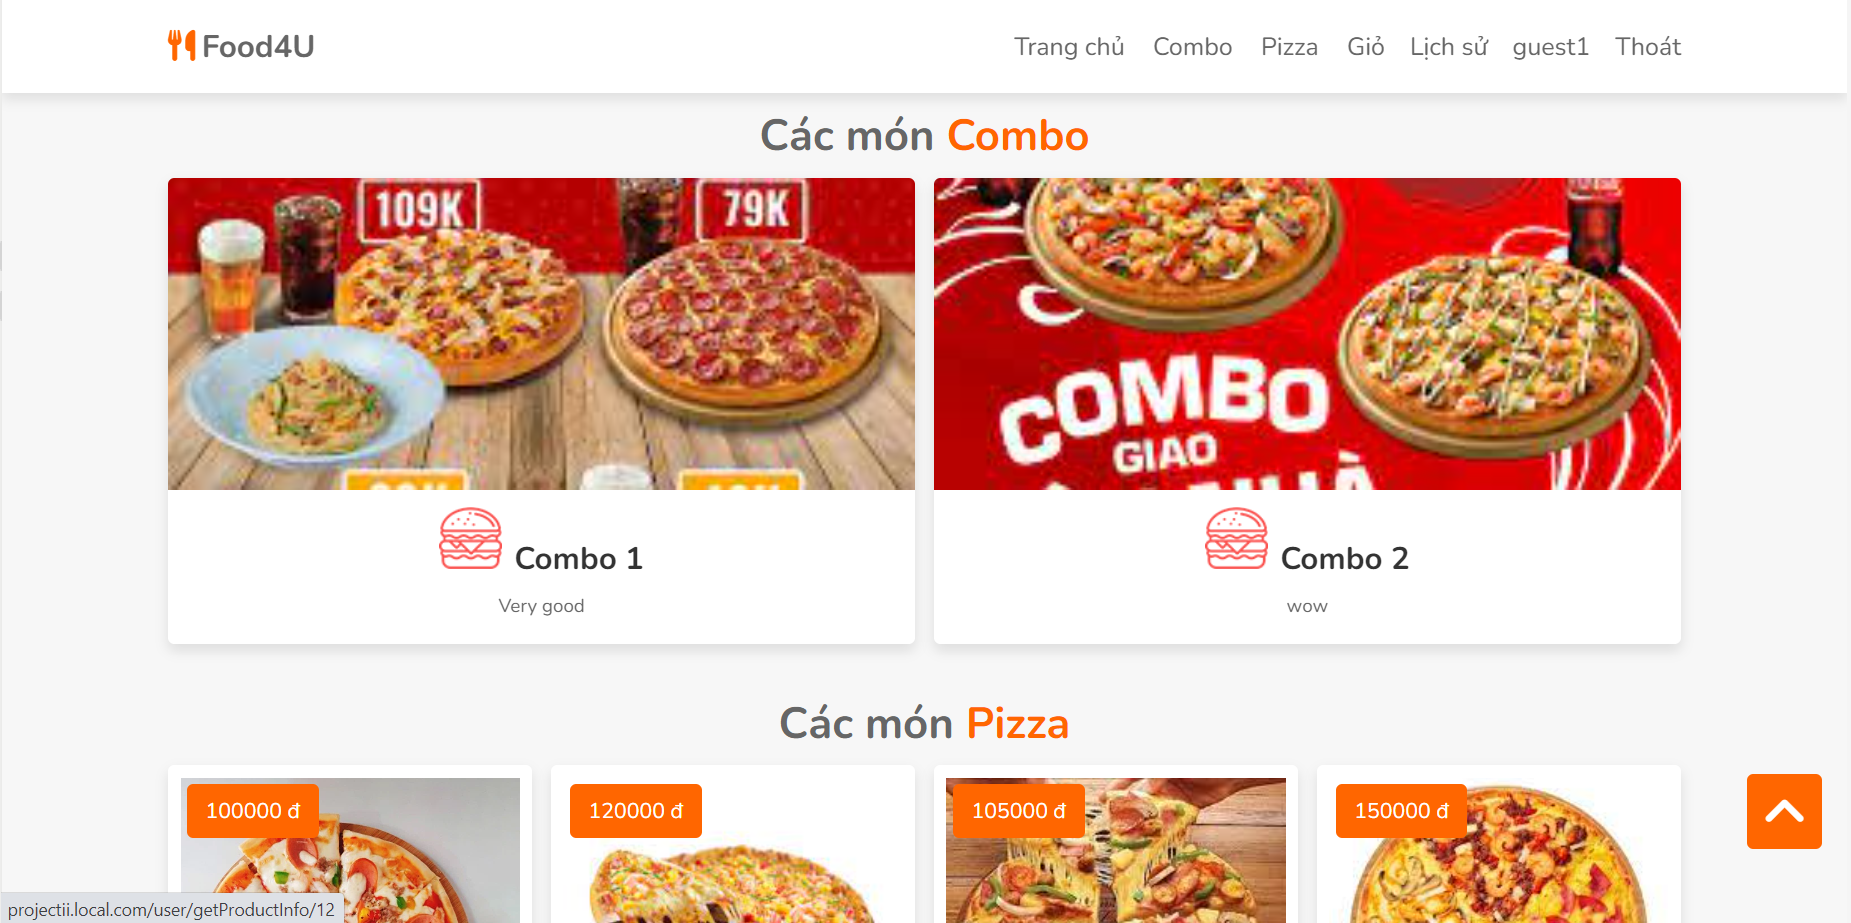 Food4U
Trang chủ Combo Pizza Giỏ Lịch sử guest1 Thoát
Các món Combo
109K
79K
COMBO
GIAO
Combo 1
Very good
Combo 2
wow
Các món Pizza
100000 đ
120000 đ
105000 đ
150000 đ
projectii.local.com/user/getProductInfo/12